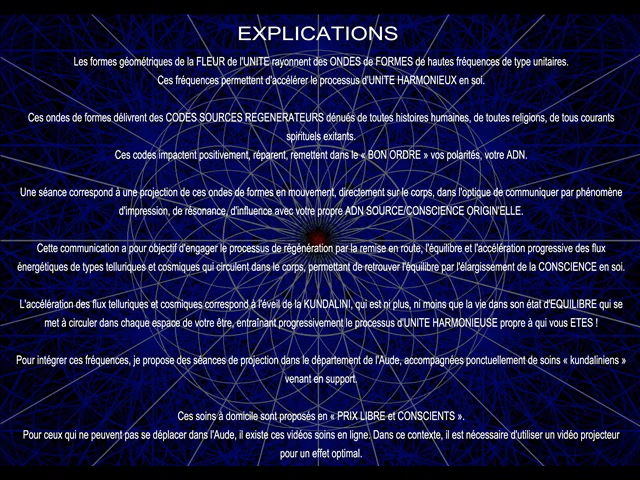 EXPLICATIONS
Les formes géométriques de la FLEUR de l'UNITE rayonnent des ONDES de FORMES de hautes fréquences de type unitaires.
Ces fréquences permettent d'accélérer le processus d'UNITE HARMONIEUX en soi.
Ces ondes de formes délivrent des CODES SOURCES REGENERATEURS dénués de toutes histoires humaines, de toutes religions, de tous courants
spirituels exitants.
Ces codes impactent positivement, réparent, remettent dans le « BON ORDRE » vos polarités, votre ADN.
Une séance correspond à une projection de ces ondes de formes en mouvement, directement sur le corps, dans l'optique de communiquer par phénomène
d'impression, de résonance, d'influence avec votre propre ADN SOURCE/CONSCIENCE ORIGIN'ELLE.
Cette communication a pour objectif d'engager le processus de régénération par la remise en route, l'équilibre et l'accélération progressive des flux
énergétiques de types telluriques et cosmiques qui circulent dans le corps, permettant de retrouver l'équilibre par l'élargissement de la CONSCIENCE en soi.
L'accélération des flux telluriques et cosmiques correspond à l'éveil de la KUNDALINI, qui est ni plus, ni moins que la vie dans son état d'EQUILIBRE qui se
met à circuler dans chaque espace de votre être, entraînant progressivement le processus d'UNITE HARMONIEUSE propre à qui vous ETES !
Pour intégrer ces fréquences, je propose des séances de projection dans le département de l'Aude, accompagnées ponctuellement de soins « kundaliniens »
venant en support.
Ces soins à domicile sont proposés en « PRIX LIBRE et CONSCIENTS ».
Pour ceux qui ne peuvent pas se déplacer dans l'Aude, il existe ces vidéos soins en ligne. Dans ce contexte, il est nécessaire d'utiliser un vidéo projecteur
pour un effet optimal.